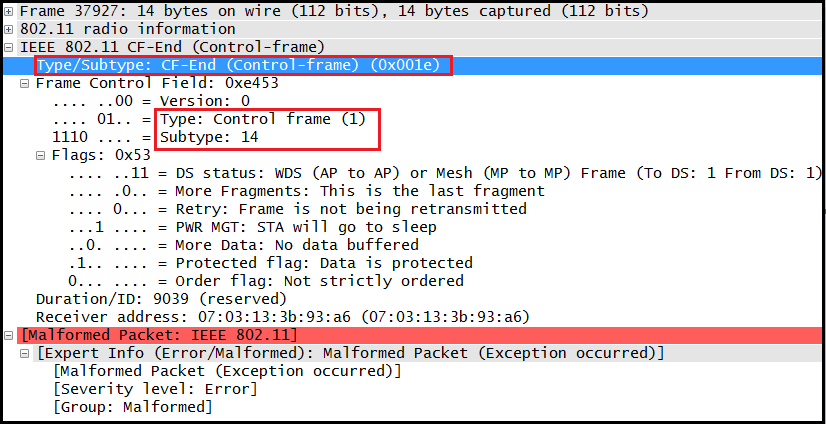 Frame 37927: 14 bytes on wire (112 bits), 14 bytes captured (112 bits)
802.11 radio information
IEEE 802.11 CF-End (Control-frame)
Type/Subtype: CF-End (Control-frame) (0x001e)
Frame Control Field: 0xe453
.... ..00 = Version: 0
.... 01.. = Type: Control frame (1)
1110 .... = Subtype: 14
Flags: 0x53
.... ..11 = DS status: WDS (AP to AP) or Mesh (MP to MP) Frame (To DS: 1 From DS: 1)
.... .0.. = More Fragments: This is the last fragment
.... 0... = Retry: Frame is not being retransmitted
...1 .... = PWR MGT: STA will go to sleep
..0. .... = More Data: No data buffered
.1.. .... = Protected flag: Data is protected
0... .... = Order flag: Not strictly ordered
Duration/ID: 9039 (reserved)
Receiver address: 07:03:13:3b:93:a6 (07:03:13:3b:93:a6)
[Malformed Packet: IEEE 802.11]
[Expert Info (Error/Malformed): Malformed Packet (Exception occurred)]
[Malformed Packet (Exception occurred)]
[Severity level: Error]
[Group: Malformed]